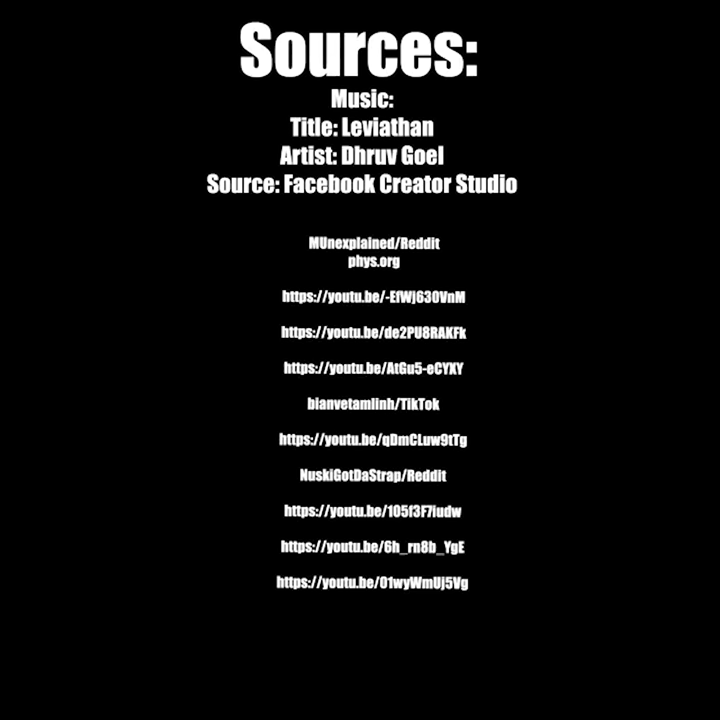 Sources:
Music:
Title: Leviathan
Artist: Dhruv Goel
Source: Facebook Creator Studio
MUnexplained/Reddit
phys.org
https://youtu.be/-EfWj630VnM
https://youtu.be/de2PU8RAKFk
https://youtu.be/AtGu5-eCYXY
bianvetamlinh/TikTok
https://youtu.be/qDmCLuw9tTg
NuskiGotDaStrap/Reddit
https://youtu.be/105f3F7iudw
https://youtu.be/6h_rn8b_YgE
https://youtu.be/01wyWmUj5Vg